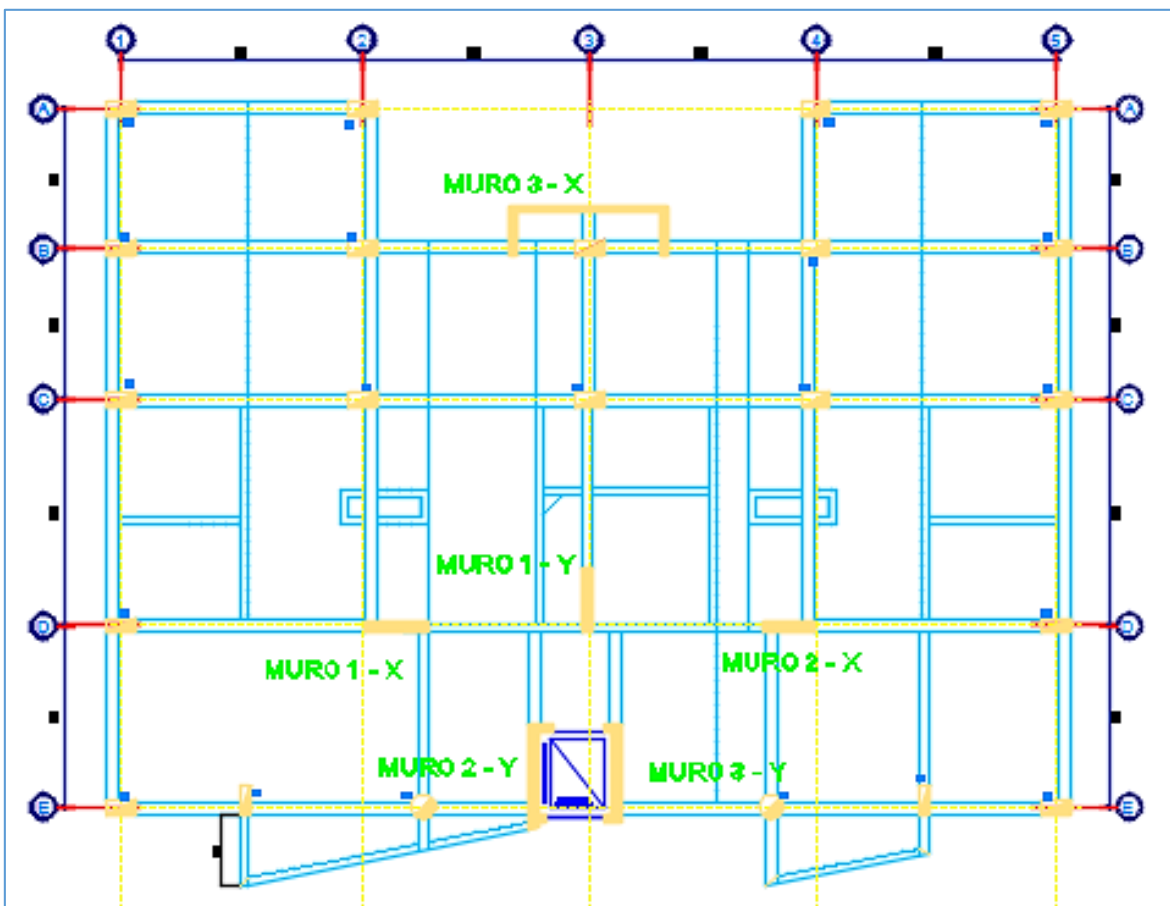 1 2 3 4 5
A A
MURO 3 - X
B B
C C
MURO 1 - Y
D D
MURO 1 - X
MURO 2 - X
MURO 2 - Y
MURO 3 - Y
E E